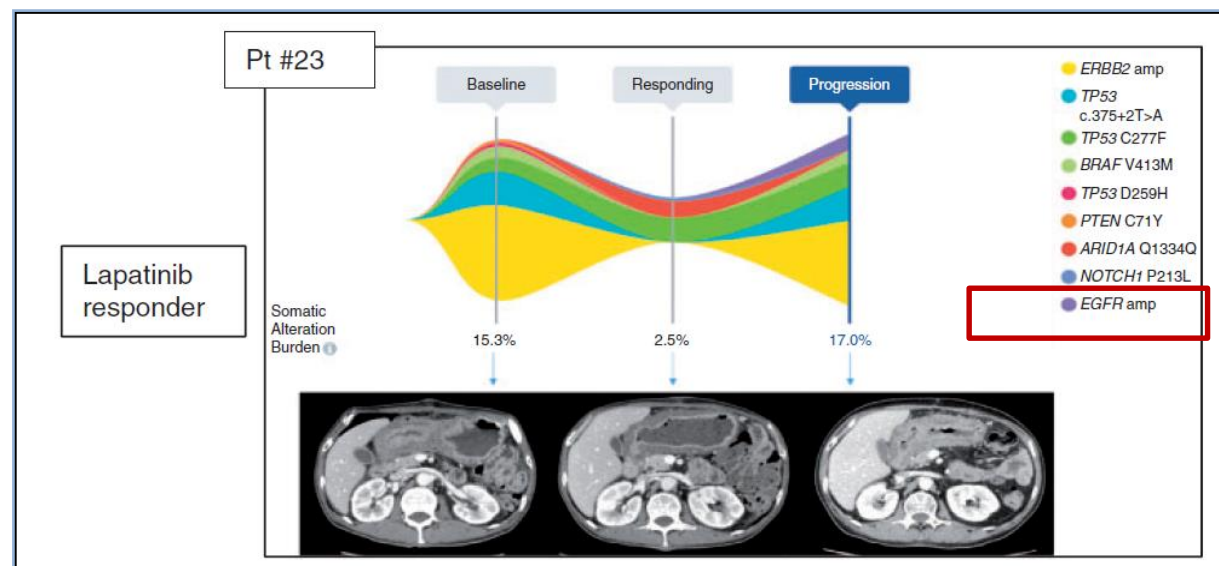 Pt #23
Baseline
Responding
Progression
ERBB2 amp
TP53
c.375+2T>A
TP53 C277F
BRAF V413M
TP53 D259H
PTEN C71Y
ARID1A Q1334Q
NOTCH1 P213L
EGFR amp
Lapatinib
responder
Somatic
Alteration
Burden i
15.3%
2.5%
17.0%